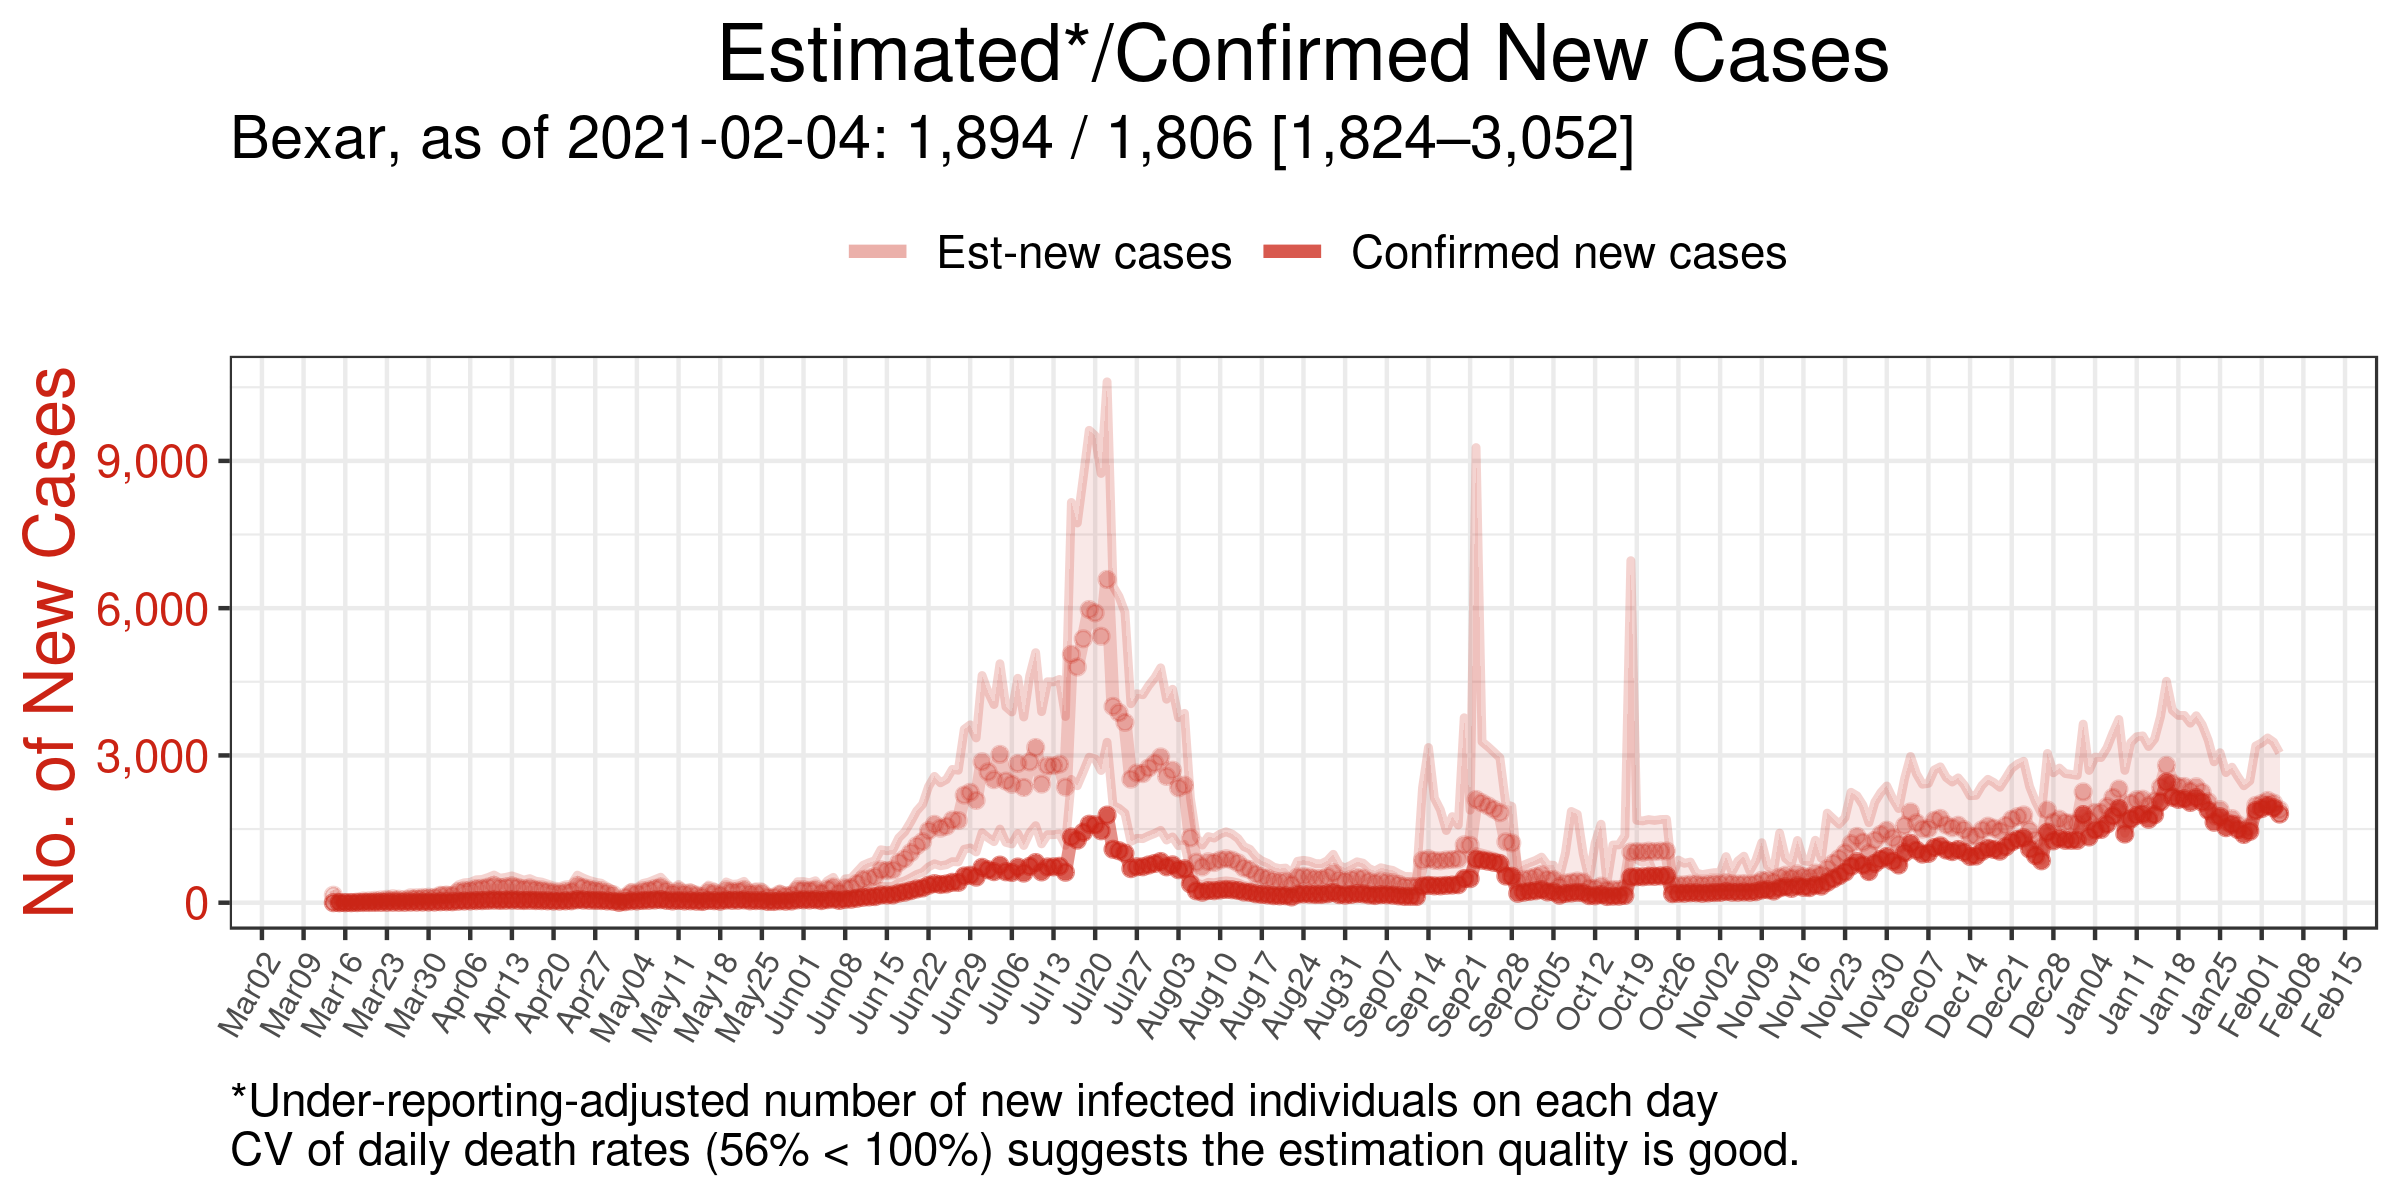 Estimated*/Confirmed New Cases
Bexar, as of 2021-02-04: 1,894 / 1,806 [1,824–3,052]
Est-new cases
Confirmed new cases
No. of New Cases
9,000
6,000
3,000
0
Mar02
Mar09
Mar16
Mar23
Mar30
Apr06
Apr13
Apr20
Apr27
May04
May11
May18
May25
Jun01
Jun08
Jun15
Jun22
Jun29
Jul06
Jul13
Jul20
Jul27
Aug03
Aug10
Aug17
Aug24
Aug31
Sep07
Sep14
Sep21
Sep28
Oct05
Oct12
Oct19
Oct26
Nov02
Nov09
Nov16
Nov23
Nov30
Dec07
Dec14
Dec21
Dec28
Jan04
Jan11
Jan18
Jan25
Feb01
Feb08
Feb15
*Under-reporting-adjusted number of new infected individuals on each day
CV of daily death rates (56% < 100%) suggests the estimation quality is good.